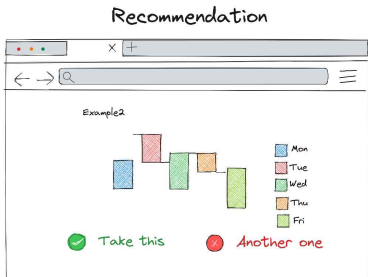 Recommendation
Example2
Mon
Tue
Wed
Thu
Fri
Take this
Another one